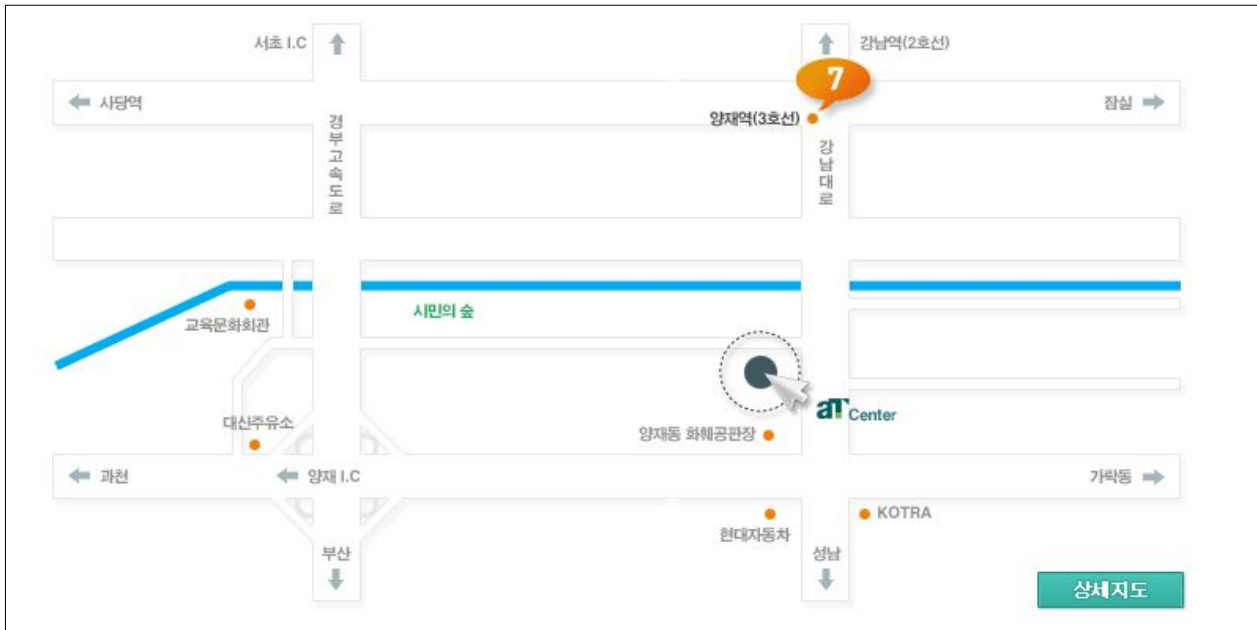 서초 I.C
강남역(2호선)
7
사당역
잠실
양재역(3호선)
경부고속도로
강남대로
시민의 숲
교육문화회관
aT Center
대신주유소
양재동 화훼공판장
과천
양재 I.C
가락동
KOTRA
현대자동차
부산
성남
상세지도